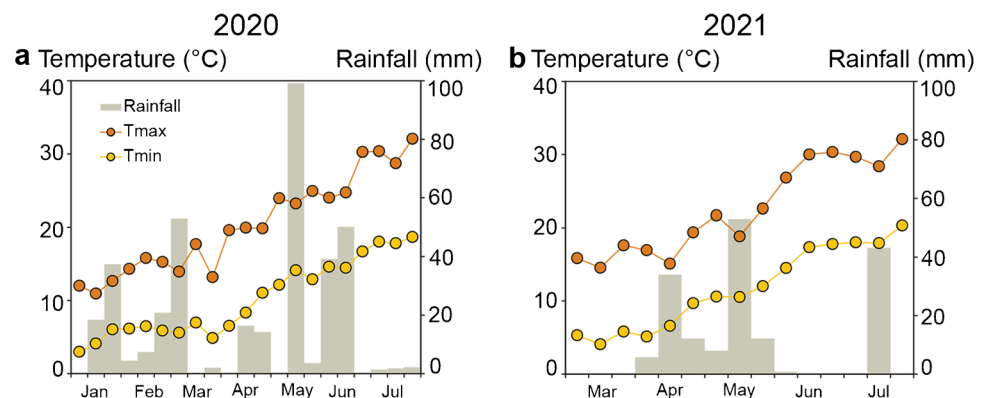 2020
a Temperature (°C) Rainfall (mm)
40 100
Rainfall
Tmax
Tmin
30 80
60
20
40
10
20
0 0
Jan Feb Mar Apr May Jun Jul
2021
b Temperature (°C) Rainfall (mm)
40 100
30 80
60
20
40
10
20
0 0
Mar Apr May Jun Jul